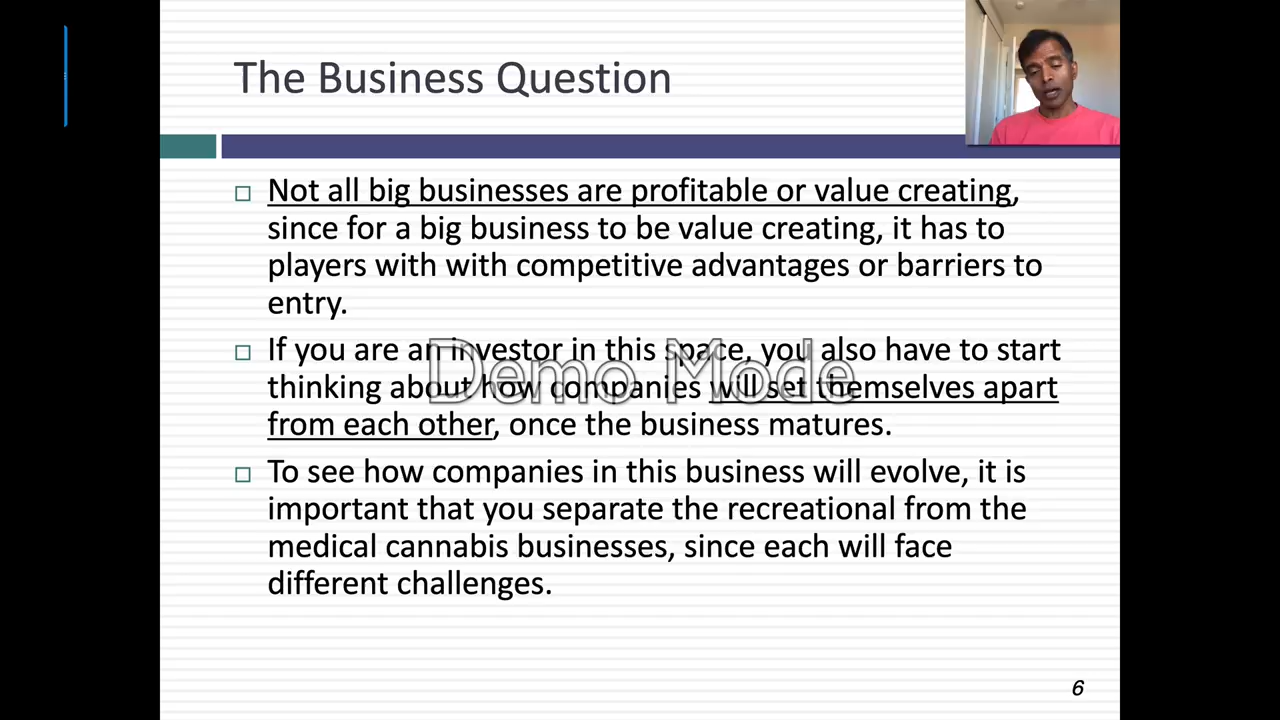 The Business Question
Not all big businesses are profitable or value creating,
since for a big business to be value creating, it has to
players with with competitive advantages or barriers to
entry.
If you are an investor in this space, you also have to start
thinking about how companies will set themselves apart
from each other, once the business matures.
Demo Mode
To see how companies in this business will evolve, it is
important that you separate the recreational from the
medical cannabis businesses, since each will face
different challenges.
6